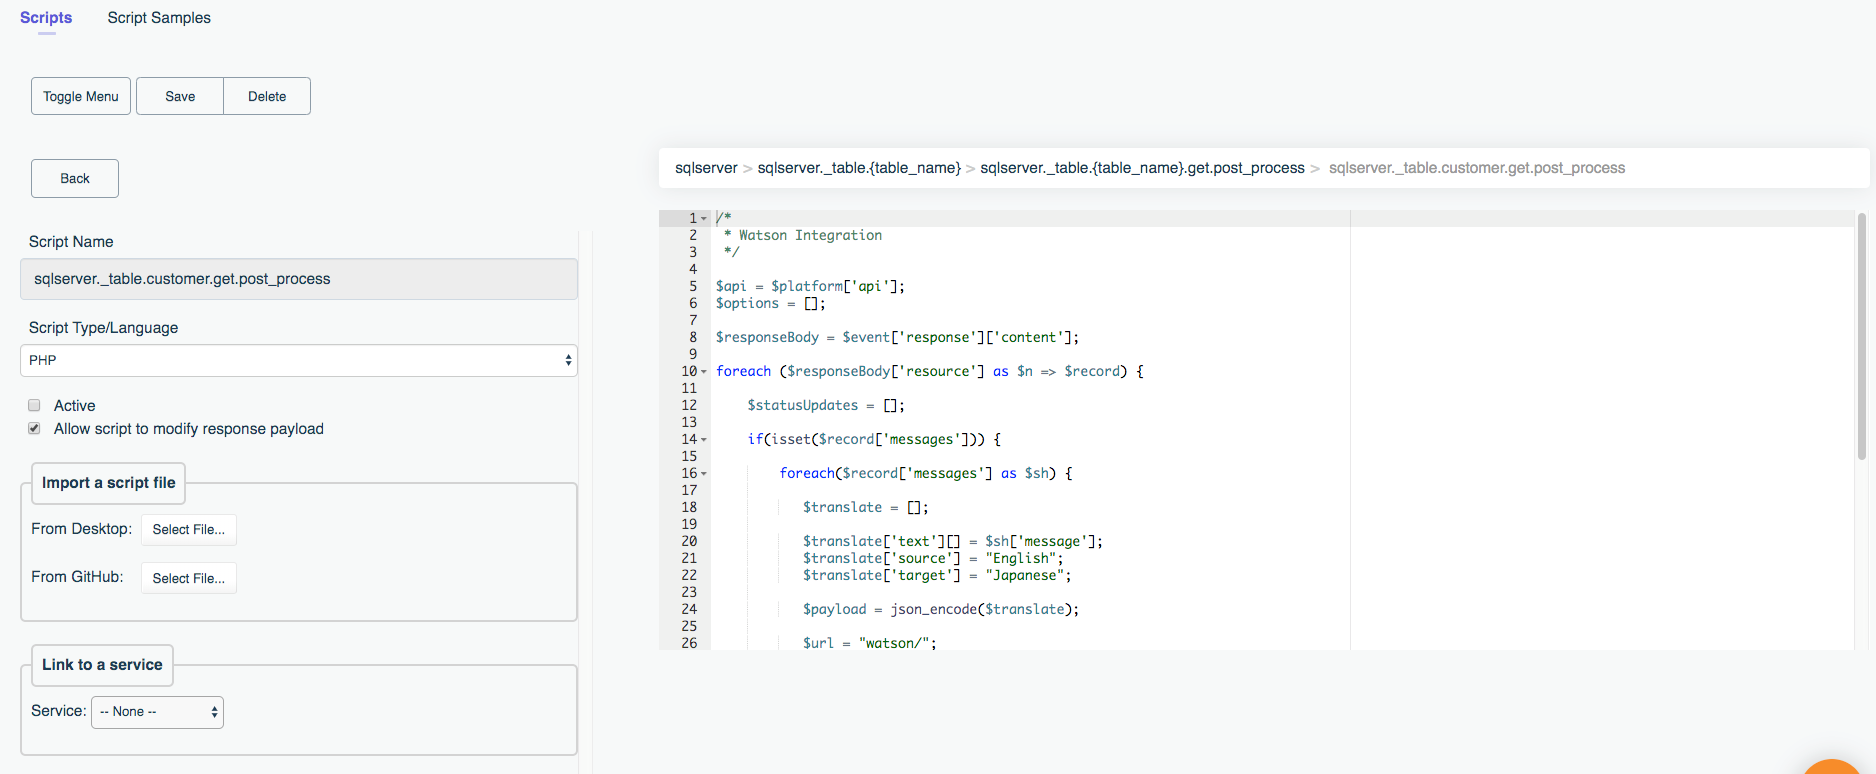 Scripts Script Samples
Toggle Menu Save Delete
Back
sqlserver > sqlserver._table.{table_name} > sqlserver._table.{table_name}.get.post_process > sqlserver._table.customer.get.post_process
Script Name
sqlserver._table.customer.get.post_process
Script Type/Language
PHP
Active
Allow script to modify response payload
Import a script file
From Desktop: Select File...
From GitHub: Select File...
Link to a service
Service: -- None --
1 /*
2  * Watson Integration
3  */
4
5 $api = $platform['api'];
6 $options = [];
7
8 $responseBody = $event['response']['content'];
9
10 foreach ($responseBody['resource'] as $n => $record) {
11
12     $statusUpdates = [];
13
14     if(isset($record['messages'])) {
15
16         foreach($record['messages'] as $sh) {
17
18            $translate = [];
19
20            $translate['text'][] = $sh['message'];
21            $translate['source'] = "English";
22            $translate['target'] = "Japanese";
23
24            $payload = json_encode($translate);
25
26            $url = "watson/";